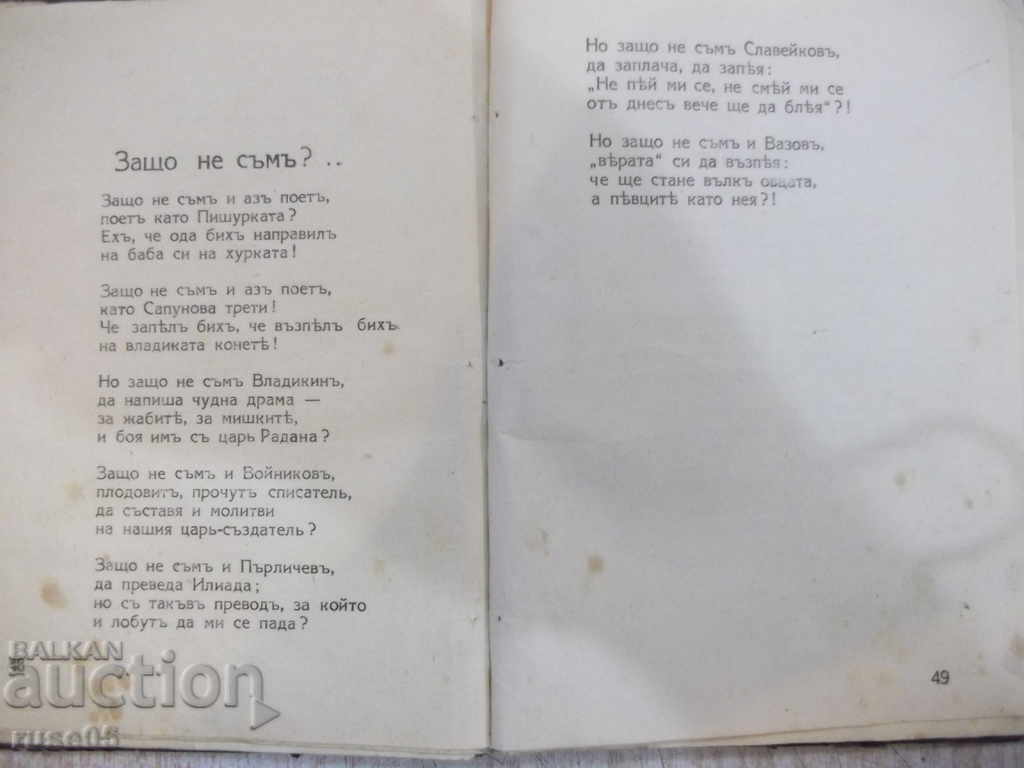 Защо не съмъ? ..
Защо не съмъ и азъ поетъ,
поетъ като Пишурката?
Ехъ, че ода бихъ направилъ
на баба си на хурката!
Защо не съмъ и азъ поетъ,
като Сапунова трети!
Че запѣлъ бихъ, че възпѣлъ бихъ
на владиката конетѣ!
Но защо не съмъ Владикинъ,
да напиша чудна драма —
за жабитѣ, за мишкитѣ,
и боя имъ съ царь Радана?
Защо не съмъ и Войниковъ,
плодовитъ, прочутъ списатель,
да съставя и молитви
на нашия царь-създатель?
Защо не съмъ и Пърличевъ,
да преведа Илиада;
но съ такъвъ преводъ, за който
и лобутъ да ми се пада?
Но защо не съмъ Славейковъ,
да заплача, да запѣя:
„Не пѣй ми се, не смѣй ми се
отъ днесъ вече ще да блѣя“?!
Но защо не съмъ и Вазовъ,
„вѣрата“ си да възпѣя:
че ще стане вълкъ овцата,
а пѣвцитѣ като нея?!
49
BALKAN
auction
ruse05